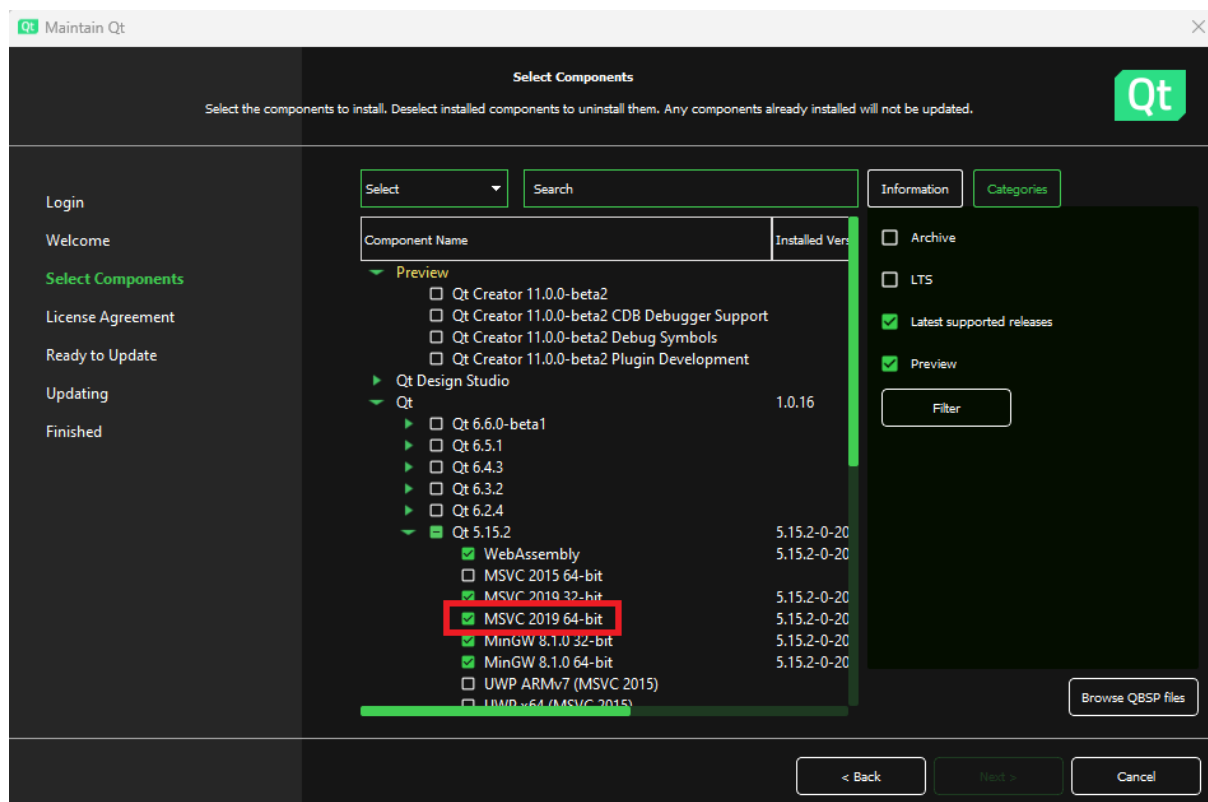 Qt Maintain Qt
Select Components
Select the components to install. Deselect installed components to uninstall them. Any components already installed will not be updated.
Qt
Login
Welcome
Select Components
License Agreement
Ready to Update
Updating
Finished
Select
Search
Component Name Installed Vers
Preview
Qt Creator 11.0.0-beta2
Qt Creator 11.0.0-beta2 CDB Debugger Support
Qt Creator 11.0.0-beta2 Debug Symbols
Qt Creator 11.0.0-beta2 Plugin Development
Qt Design Studio
Qt 1.0.16
Qt 6.6.0-beta1
Qt 6.5.1
Qt 6.4.3
Qt 6.3.2
Qt 6.2.4
Qt 5.15.2 5.15.2-0-20
WebAssembly 5.15.2-0-20
MSVC 2015 64-bit
MSVC 2019 32-bit 5.15.2-0-20
MSVC 2019 64-bit 5.15.2-0-20
MinGW 8.1.0 32-bit 5.15.2-0-20
MinGW 8.1.0 64-bit 5.15.2-0-20
UWP ARMv7 (MSVC 2015)
UWP x64 (MSVC 2015)
Information
Categories
Archive
LTS
Latest supported releases
Preview
Filter
Browse QBSP files
< Back
Next >
Cancel